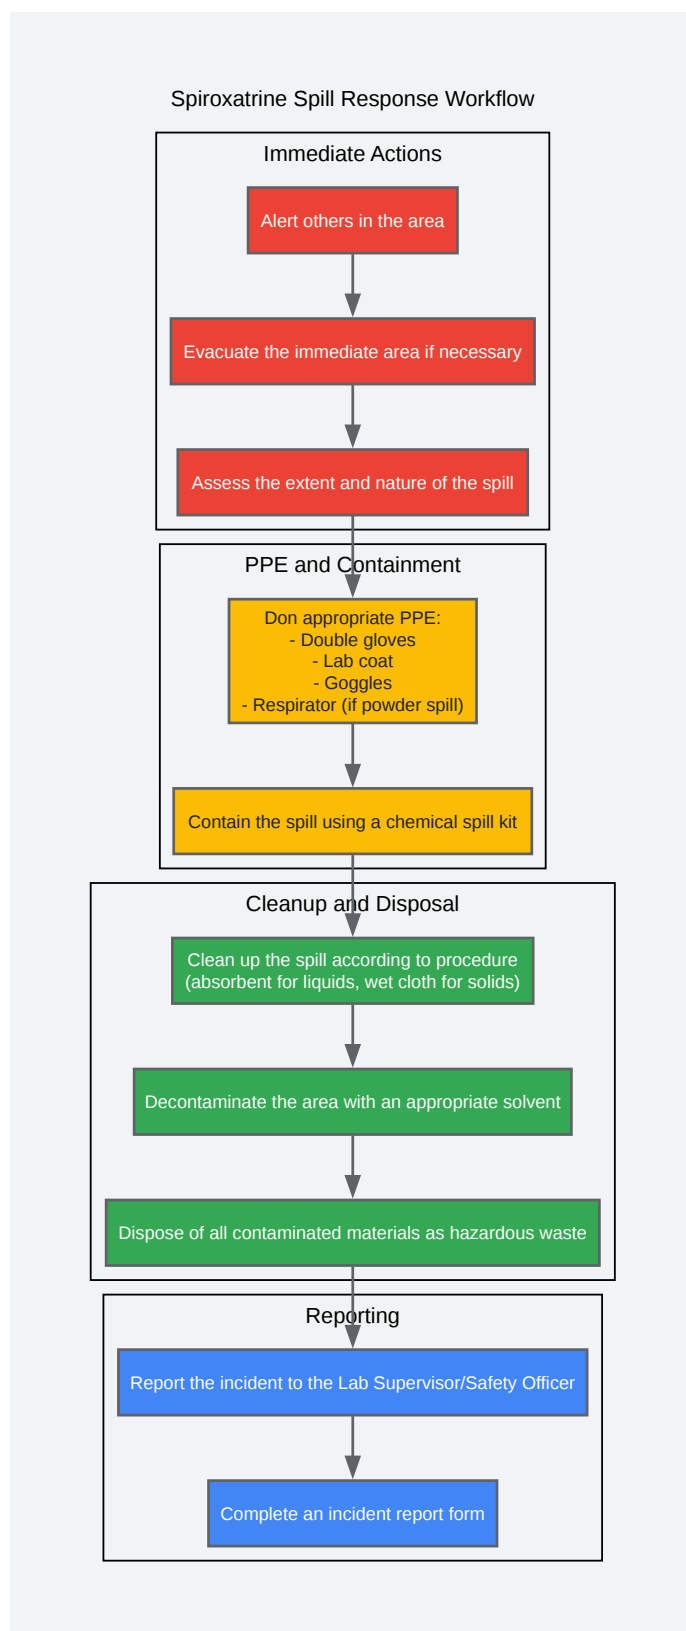 Spiroxatrine Spill Response Workflow
Immediate Actions
Alert others in the area
Evacuate the immediate area if necessary
Assess the extent and nature of the spill
PPE and Containment
Don appropriate PPE:
- Double gloves
- Lab coat
- Goggles
- Respirator (if powder spill)
Contain the spill using a chemical spill kit
Cleanup and Disposal
Clean up the spill according to procedure
(absorbent for liquids, wet cloth for solids)
Decontaminate the area with an appropriate solvent
Dispose of all contaminated materials as hazardous waste
Reporting
Report the incident to the Lab Supervisor/Safety Officer
Complete an incident report form